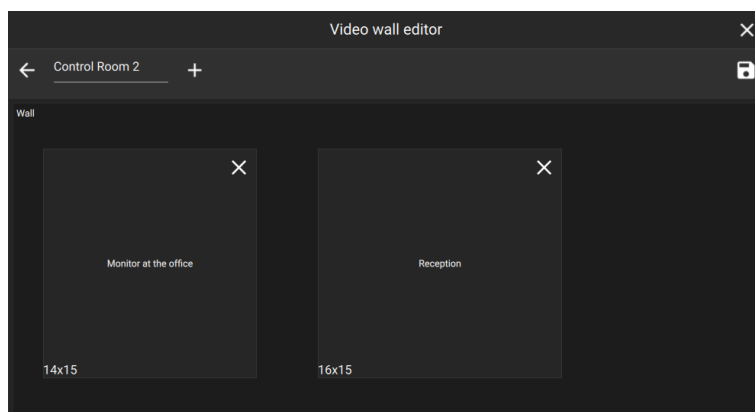 Video wall editor
Control Room 2
Wall
Monitor at the office
Reception
14x15
16x15